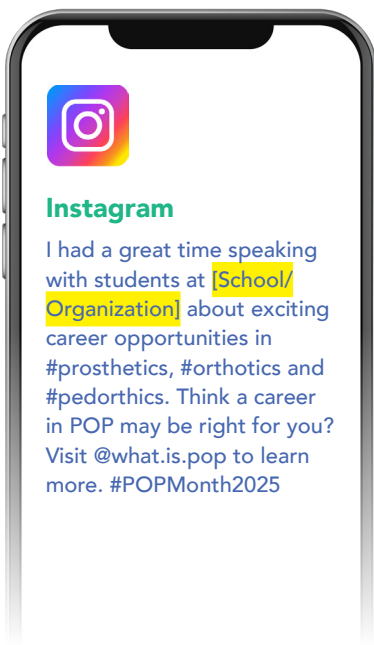 Instagram
I had a great time speaking
with students at [School/
Organization] about exciting
career opportunities in
#prosthetics, #orthotics and
#pedorthics. Think a career
in POP may be right for you?
Visit @what.is.pop to learn
more. #POPMonth2025